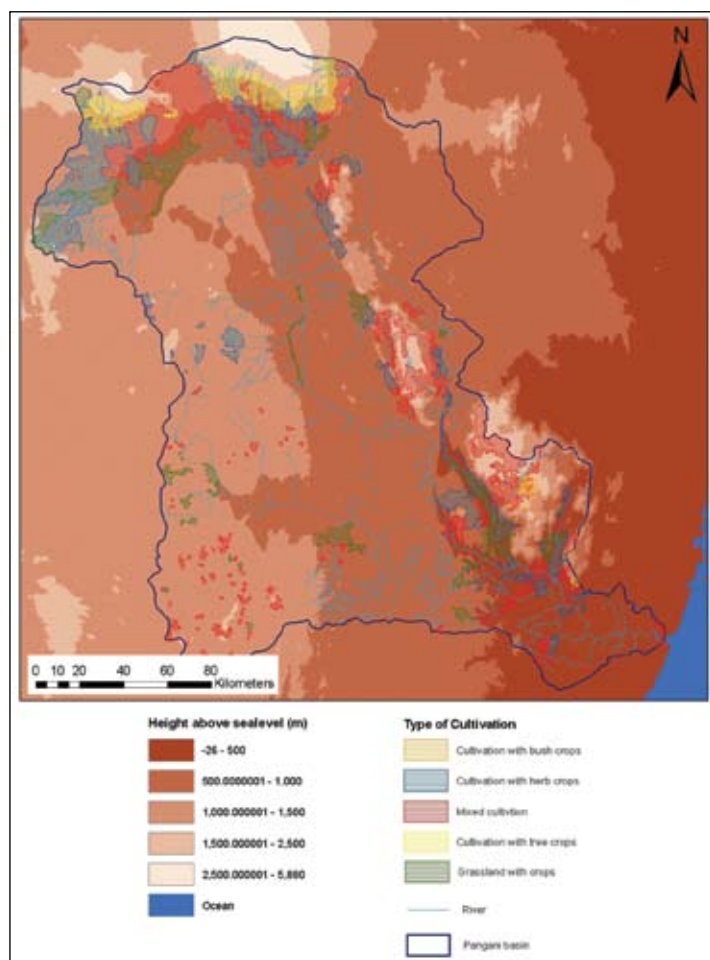 N
0 10 20 40 60 80
Kilometers
Height above sealevel (m)
-26 - 500
500.0000001 - 1.000
1,000.000001 - 1,500
1,500.000001 - 2,500
2,500.000001 - 5,880
Ocean
Type of Cultivation
Cultivation with bush crops
Cultivation with herb crops
Mixed cultivtion
Cultivation with tree crops
Grassland with crops
River
Pangani basin